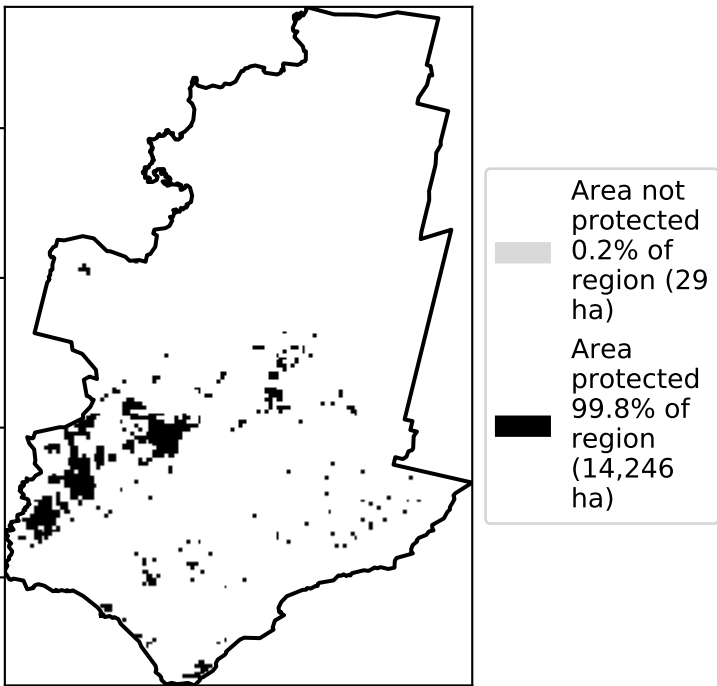 Area not
protected
0.2% of
region (29
ha)
Area
protected
99.8% of
region
(14,246
ha)